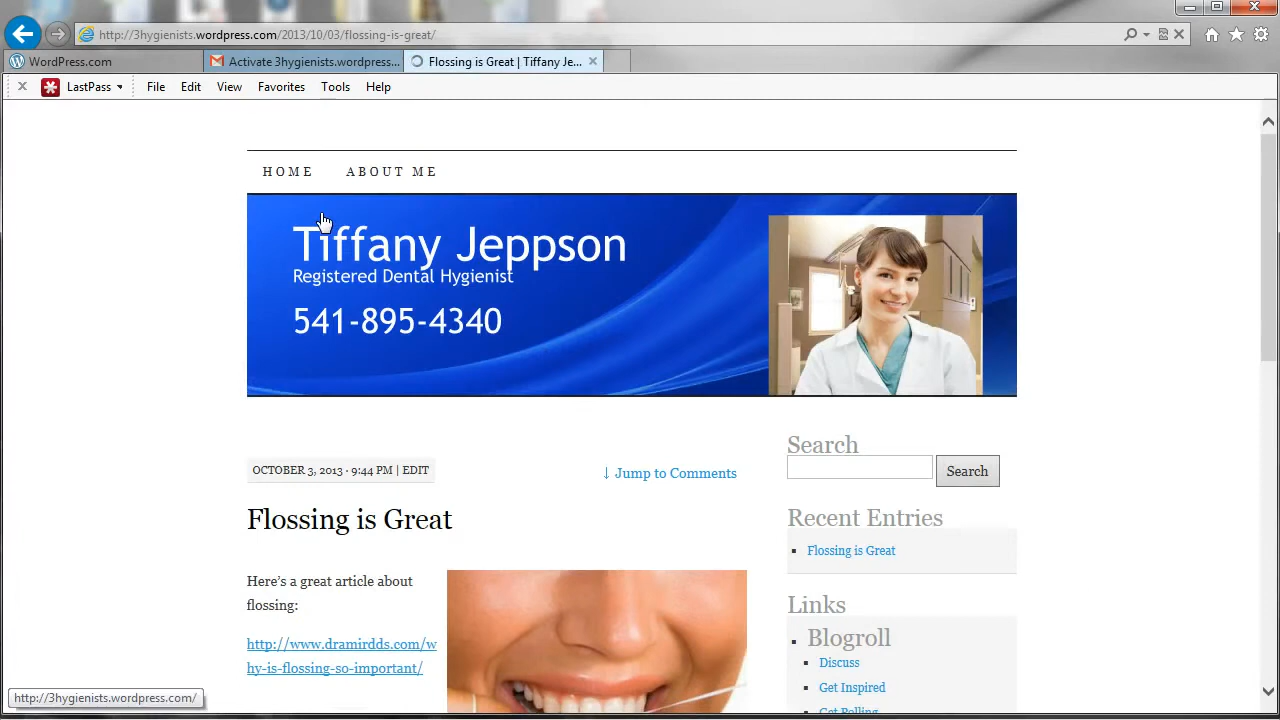 http://3hygienists.wordpress.com/2013/10/03/flossing-is-great/
WordPress.com
Activate 3hygienists.wordpress...
Flossing is Great | Tiffany Je...
LastPass
File Edit View Favorites Tools Help
HOME ABOUT ME
Tiffany Jeppson
Registered Dental Hygienist
541-895-4340
OCTOBER 3, 2013 · 9:44 PM | EDIT
↓ Jump to Comments
Flossing is Great
Here's a great article about
flossing:
http://www.dramirdds.com/w
hy-is-flossing-so-important/
Search
Search
Recent Entries
Flossing is Great
Links
Blogroll
Discuss
Get Inspired
Get Polling
http://3hygienists.wordpress.com/